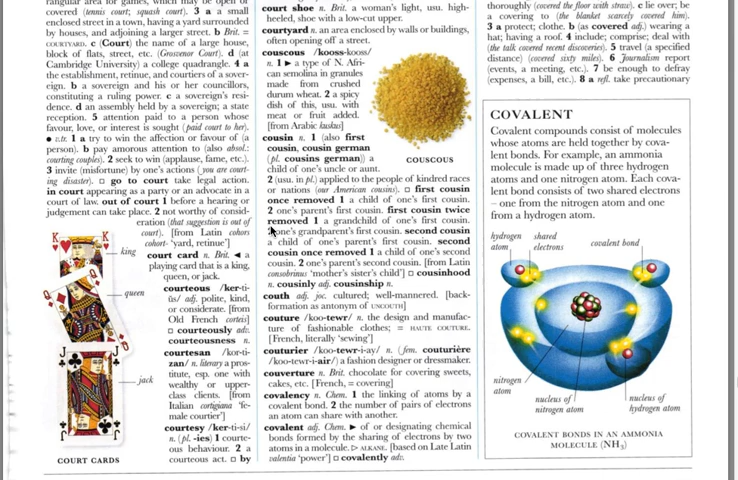 rangular area for games, which may be open or
covered (tennis court; squash court). 3 a a small
enclosed street in a town, having a yard surrounded
by houses, and adjoining a larger street. b Brit. =
COURTYARD. c (Court) the name of a large house,
block of flats, street, etc. (Grosvenor Court). d (at
Cambridge University) a college quadrangle. 4 a
the establishment, retinue, and courtiers of a sover-
eign. b a sovereign and his or her councillors,
constituting a ruling power. c a sovereign's resi-
dence. d an assembly held by a sovereign; a state
reception. 5 attention paid to a person whose
favour, love, or interest is sought (paid court to her).
• v.tr. 1 a try to win the affection or favour of (a
person). b pay amorous attention to (also absol.:
courting couples). 2 seek to win (applause, fame, etc.).
3 invite (misfortune) by one's actions (you are court-
ing disaster). □ go to court take legal action.
in court appearing as a party or an advocate in a
court of law. out of court 1 before a hearing or
judgement can take place. 2 not worthy of consid-
eration (that suggestion is out of
court). [from Latin cohors
cohort- 'yard, retinue']
court card n. Brit. ◄ a
playing card that is a king,
queen, or jack.
courteous /ker-ti-
ŭs/ adj. polite, kind,
or considerate. [from
Old French corteis]
□ courteously adv.
courteousness n.
courtesan /kor-ti-
zan/ n. literary a pros-
titute, esp. one with
wealthy or upper-
class clients. [from
Italian cortigiana 'fe-
male courtier']
courtesy /ker-ti-si/
n. (pl. -ies) 1 courte-
ous behaviour. 2 a
courteous act. □ by
K
K
Q
Q
J
J
king
queen
jack
COURT CARDS
court shoe n. Brit. a woman's light, usu. high-
heeled, shoe with a low-cut upper.
courtyard n. an area enclosed by walls or buildings,
often opening off a street.
couscous /kooss-kooss/
n. 1 ► a type of N. Afri-
can semolina in granules
made from crushed
durum wheat. 2 a spicy
dish of this, usu. with
meat or fruit added.
[from Arabic kuskus]
COUSCOUS
cousin n. 1 (also first
cousin, cousin german
(pl. cousins german)) a
child of one's uncle or aunt.
2 (usu. in pl.) applied to the people of kindred races
or nations (our American cousins). □ first cousin
once removed 1 a child of one's first cousin.
2 one's parent's first cousin. first cousin twice
removed 1 a grandchild of one's first cousin.
2 one's grandparent's first cousin. second cousin
a child of one's parent's first cousin. second
cousin once removed 1 a child of one's second
cousin. 2 one's parent's second cousin. [from Latin
consobrinus 'mother's sister's child'] □ cousinhood
n. cousinly adj. cousinship n.
couth adj. joc. cultured; well-mannered. [back-
formation as antonym of UNCOUTH]
couture /koo-tewr/ n. the design and manufac-
ture of fashionable clothes; = HAUTE COUTURE.
[French, literally 'sewing']
couturier /koo-tewr-i-ay/ n. (fem. couturière
/koo-tewr-i-air/) a fashion designer or dressmaker.
couverture n. Brit. chocolate for covering sweets,
cakes, etc. [French, = covering]
covalency n. Chem. 1 the linking of atoms by a
covalent bond. 2 the number of pairs of electrons
an atom can share with another.
covalent adj. Chem. ► of or designating chemical
bonds formed by the sharing of electrons by two
atoms in a molecule. ▷ ALKANE. [based on Late Latin
valentia 'power'] □ covalently adv.
thoroughly (covered the floor with straw). c lie over; be
a covering to (the blanket scarcely covered him).
3 a protect; clothe. b (as covered adj.) wearing a
hat; having a roof. 4 include; comprise; deal with
(the talk covered recent discoveries). 5 travel (a specified
distance) (covered sixty miles). 6 Journalism report
(events, a meeting, etc.). 7 be enough to defray
(expenses, a bill, etc.). 8 a refl. take precautionary
COVALENT
Covalent compounds consist of molecules
whose atoms are held together by cova-
lent bonds. For example, an ammonia
molecule is made up of three hydrogen
atoms and one nitrogen atom. Each cova-
lent bond consists of two shared electrons
– one from the nitrogen atom and one
from a hydrogen atom.
hydrogen
atom
shared
electrons
covalent bond
nitrogen
atom
nucleus of
nitrogen atom
nucleus of
hydrogen atom
COVALENT BONDS IN AN AMMONIA
MOLECULE (NH3)